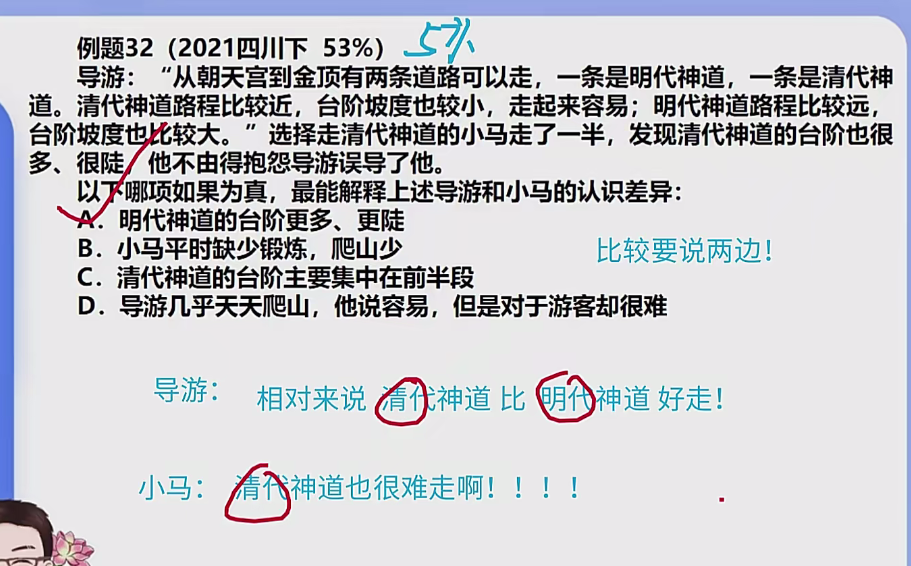 例题32（2021四川下 53%） 57%
导游：“从朝天宫到金顶有两条道路可以走，一条是明代神道，一条是清代神
道。清代神道路程比较近，台阶坡度也较小，走起来容易；明代神道路程比较远，
台阶坡度也比较大。”选择走清代神道的小马走了一半，发现清代神道的台阶也很
多、很陡，他不由得抱怨导游误导了他。
以下哪项如果为真，最能解释上述导游和小马的认识差异：
A．明代神道的台阶更多、更陡
B．小马平时缺少锻炼，爬山少
比较要说两边！
C．清代神道的台阶主要集中在前半段
D．导游几乎天天爬山，他说容易，但是对于游客却很难
导游： 相对来说 清代神道 比 明代神道 好走！
小马： 清代神道也很难走啊！！！！